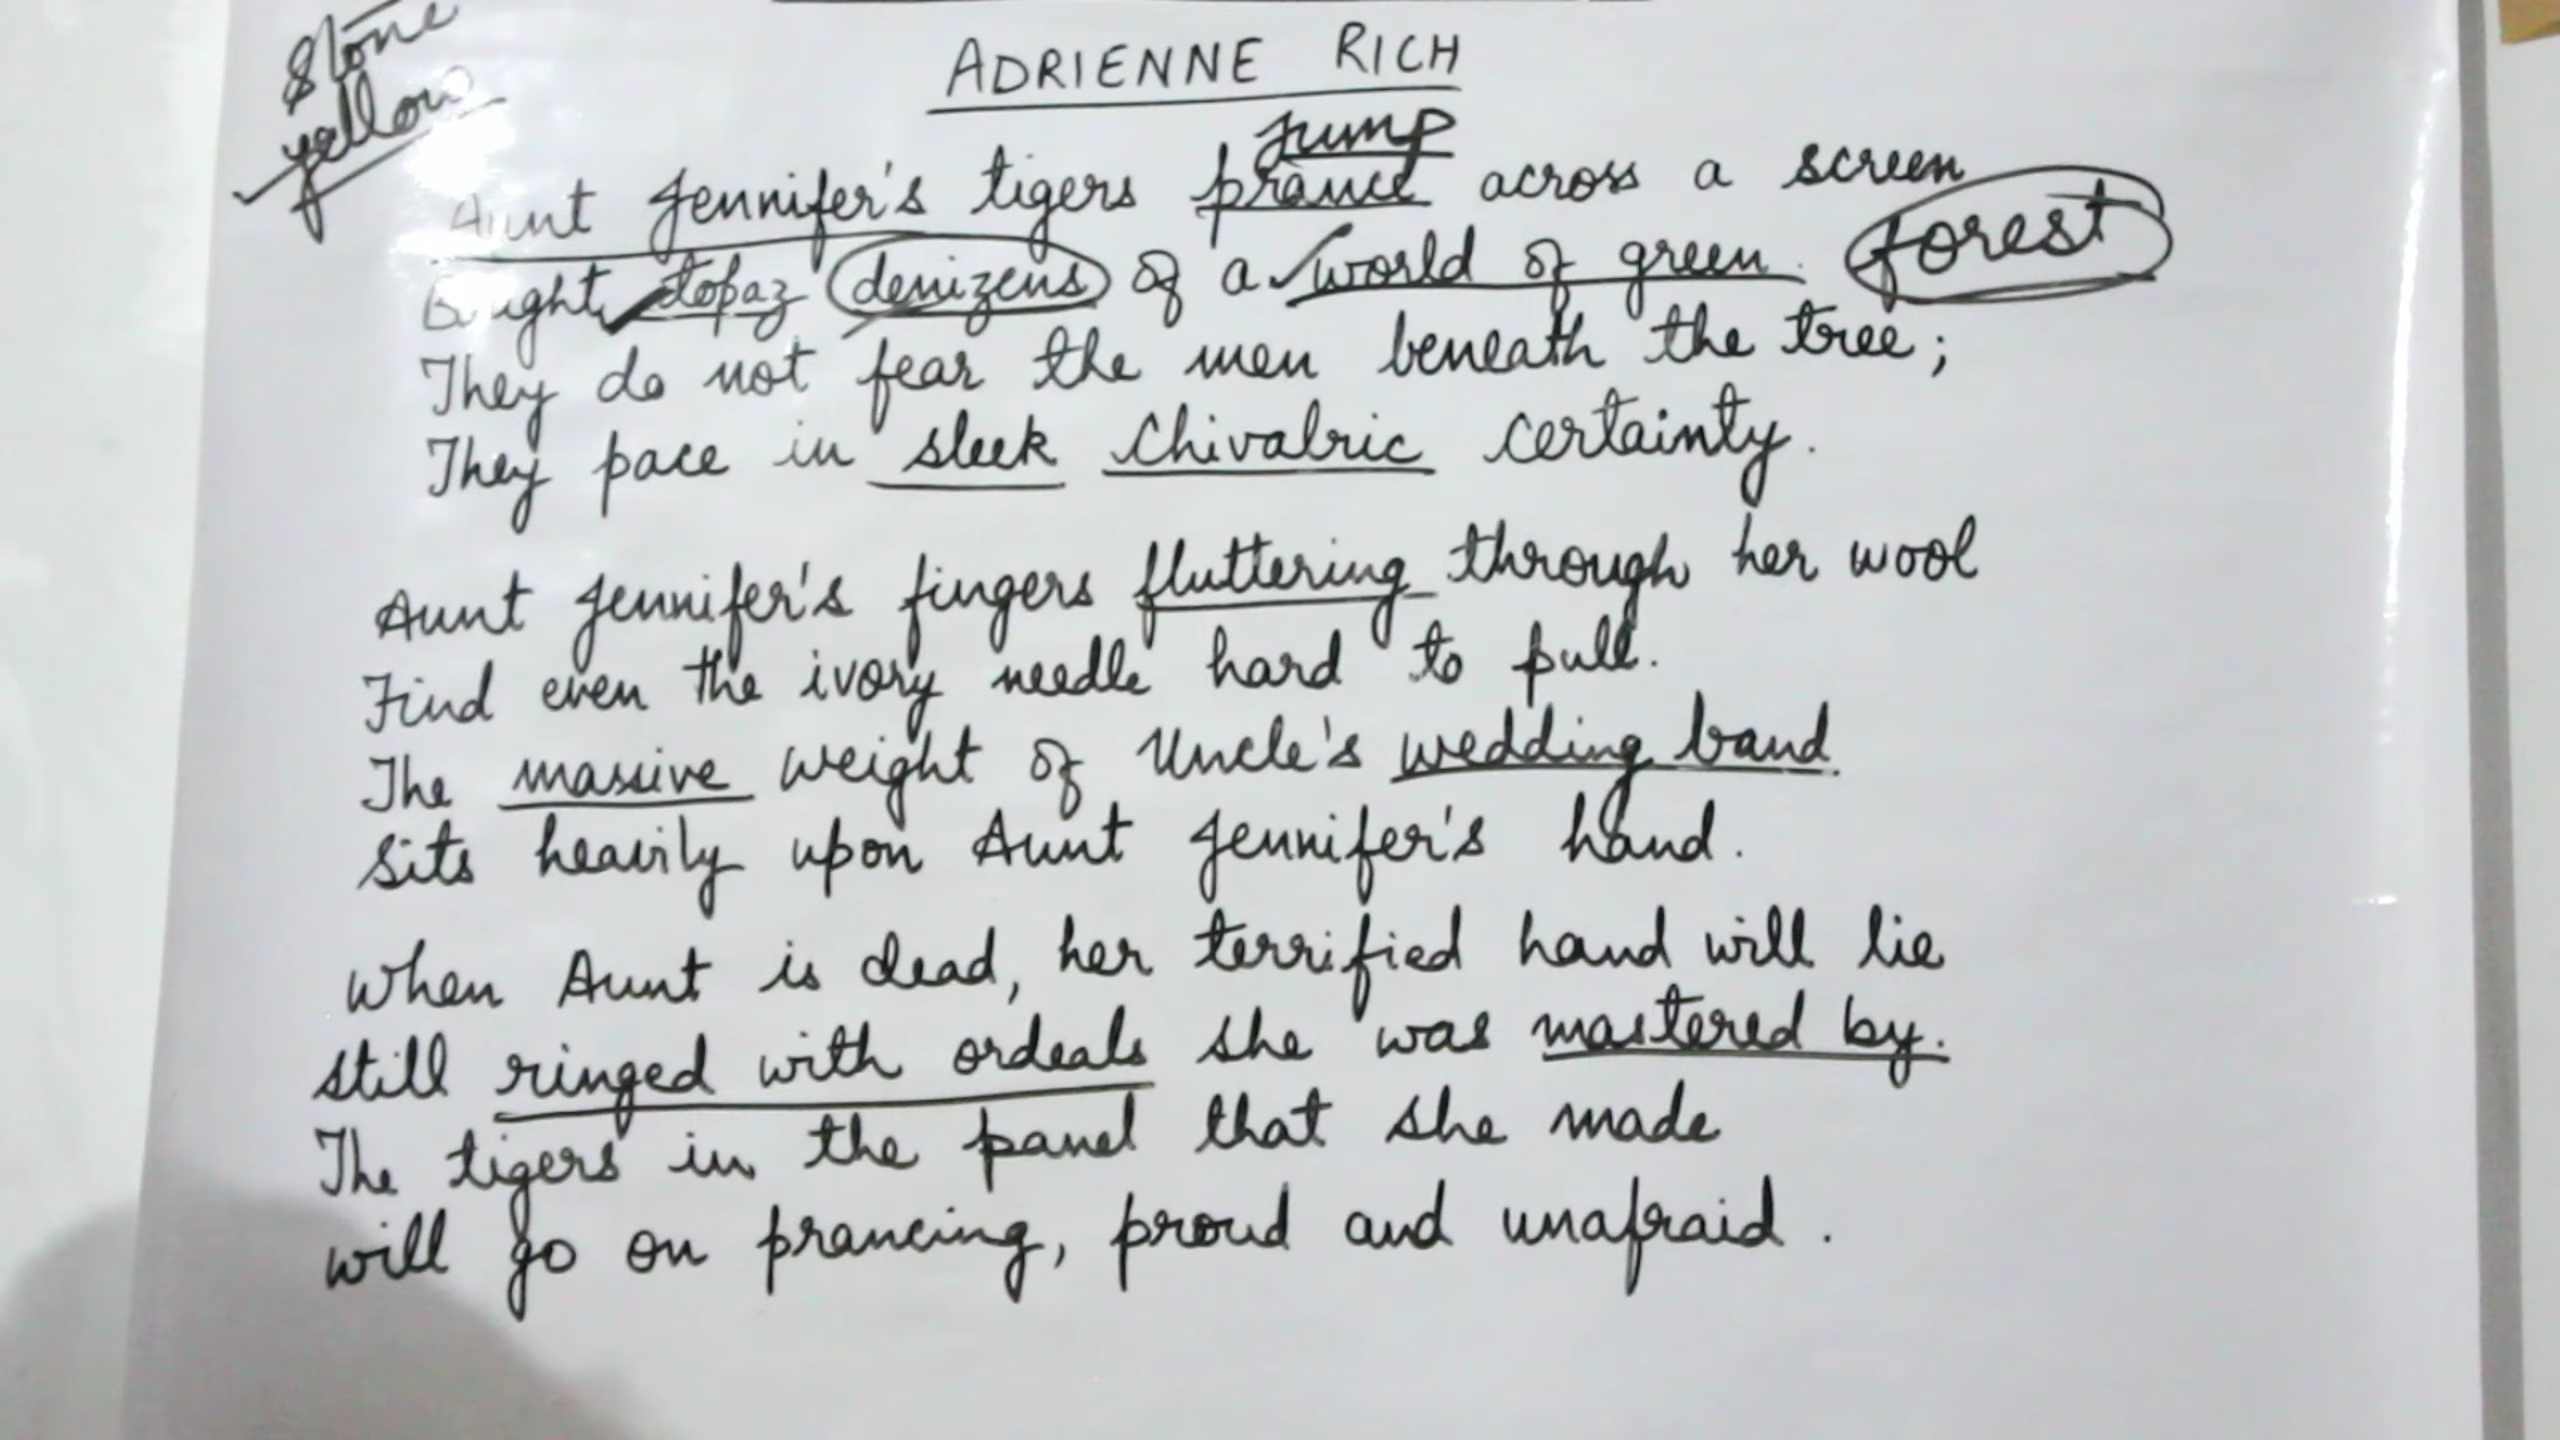 Stone
yellow
ADRIENNE RICH
Jump
Aunt Jennifer's tigers prance across a screen
topaz denizens of a world of green. forest
They do not fear the men beneath the tree;
They pace in sleek Chivalric certainty.
Aunt Jennifer's fingers fluttering through her wool
Find even the ivory needle hard to pull.
The massive weight of Uncle's wedding band
Sits heavily upon Aunt Jennifer's hand.
When Aunt is dead, her terrified hand will lie
Still ringed with ordeals she was mastered by.
The tigers in the panel that she made
will go on prancing, proud and unafraid.